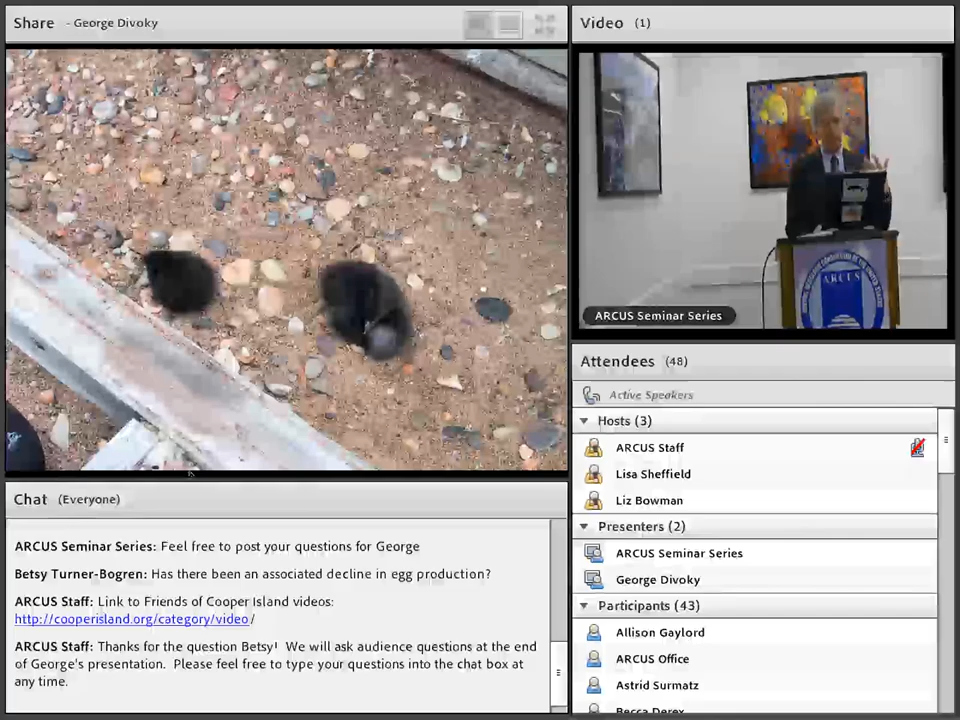 Share - George Divoky
Video (1)
ARCUS
ARCUS Seminar Series
Attendees (48)
Active Speakers
Hosts (3)
ARCUS Staff
Lisa Sheffield
Liz Bowman
Presenters (2)
ARCUS Seminar Series
George Divoky
Participants (43)
Allison Gaylord
ARCUS Office
Astrid Surmatz
Becca Derex
Chat (Everyone)
ARCUS Seminar Series: Feel free to post your questions for George
Betsy Turner-Bogren: Has there been an associated decline in egg production?
ARCUS Staff: Link to Friends of Cooper Island videos:
http://cooperisland.org/category/video/
ARCUS Staff: Thanks for the question Betsy! We will ask audience questions at the end
of George's presentation. Please feel free to type your questions into the chat box at
any time.